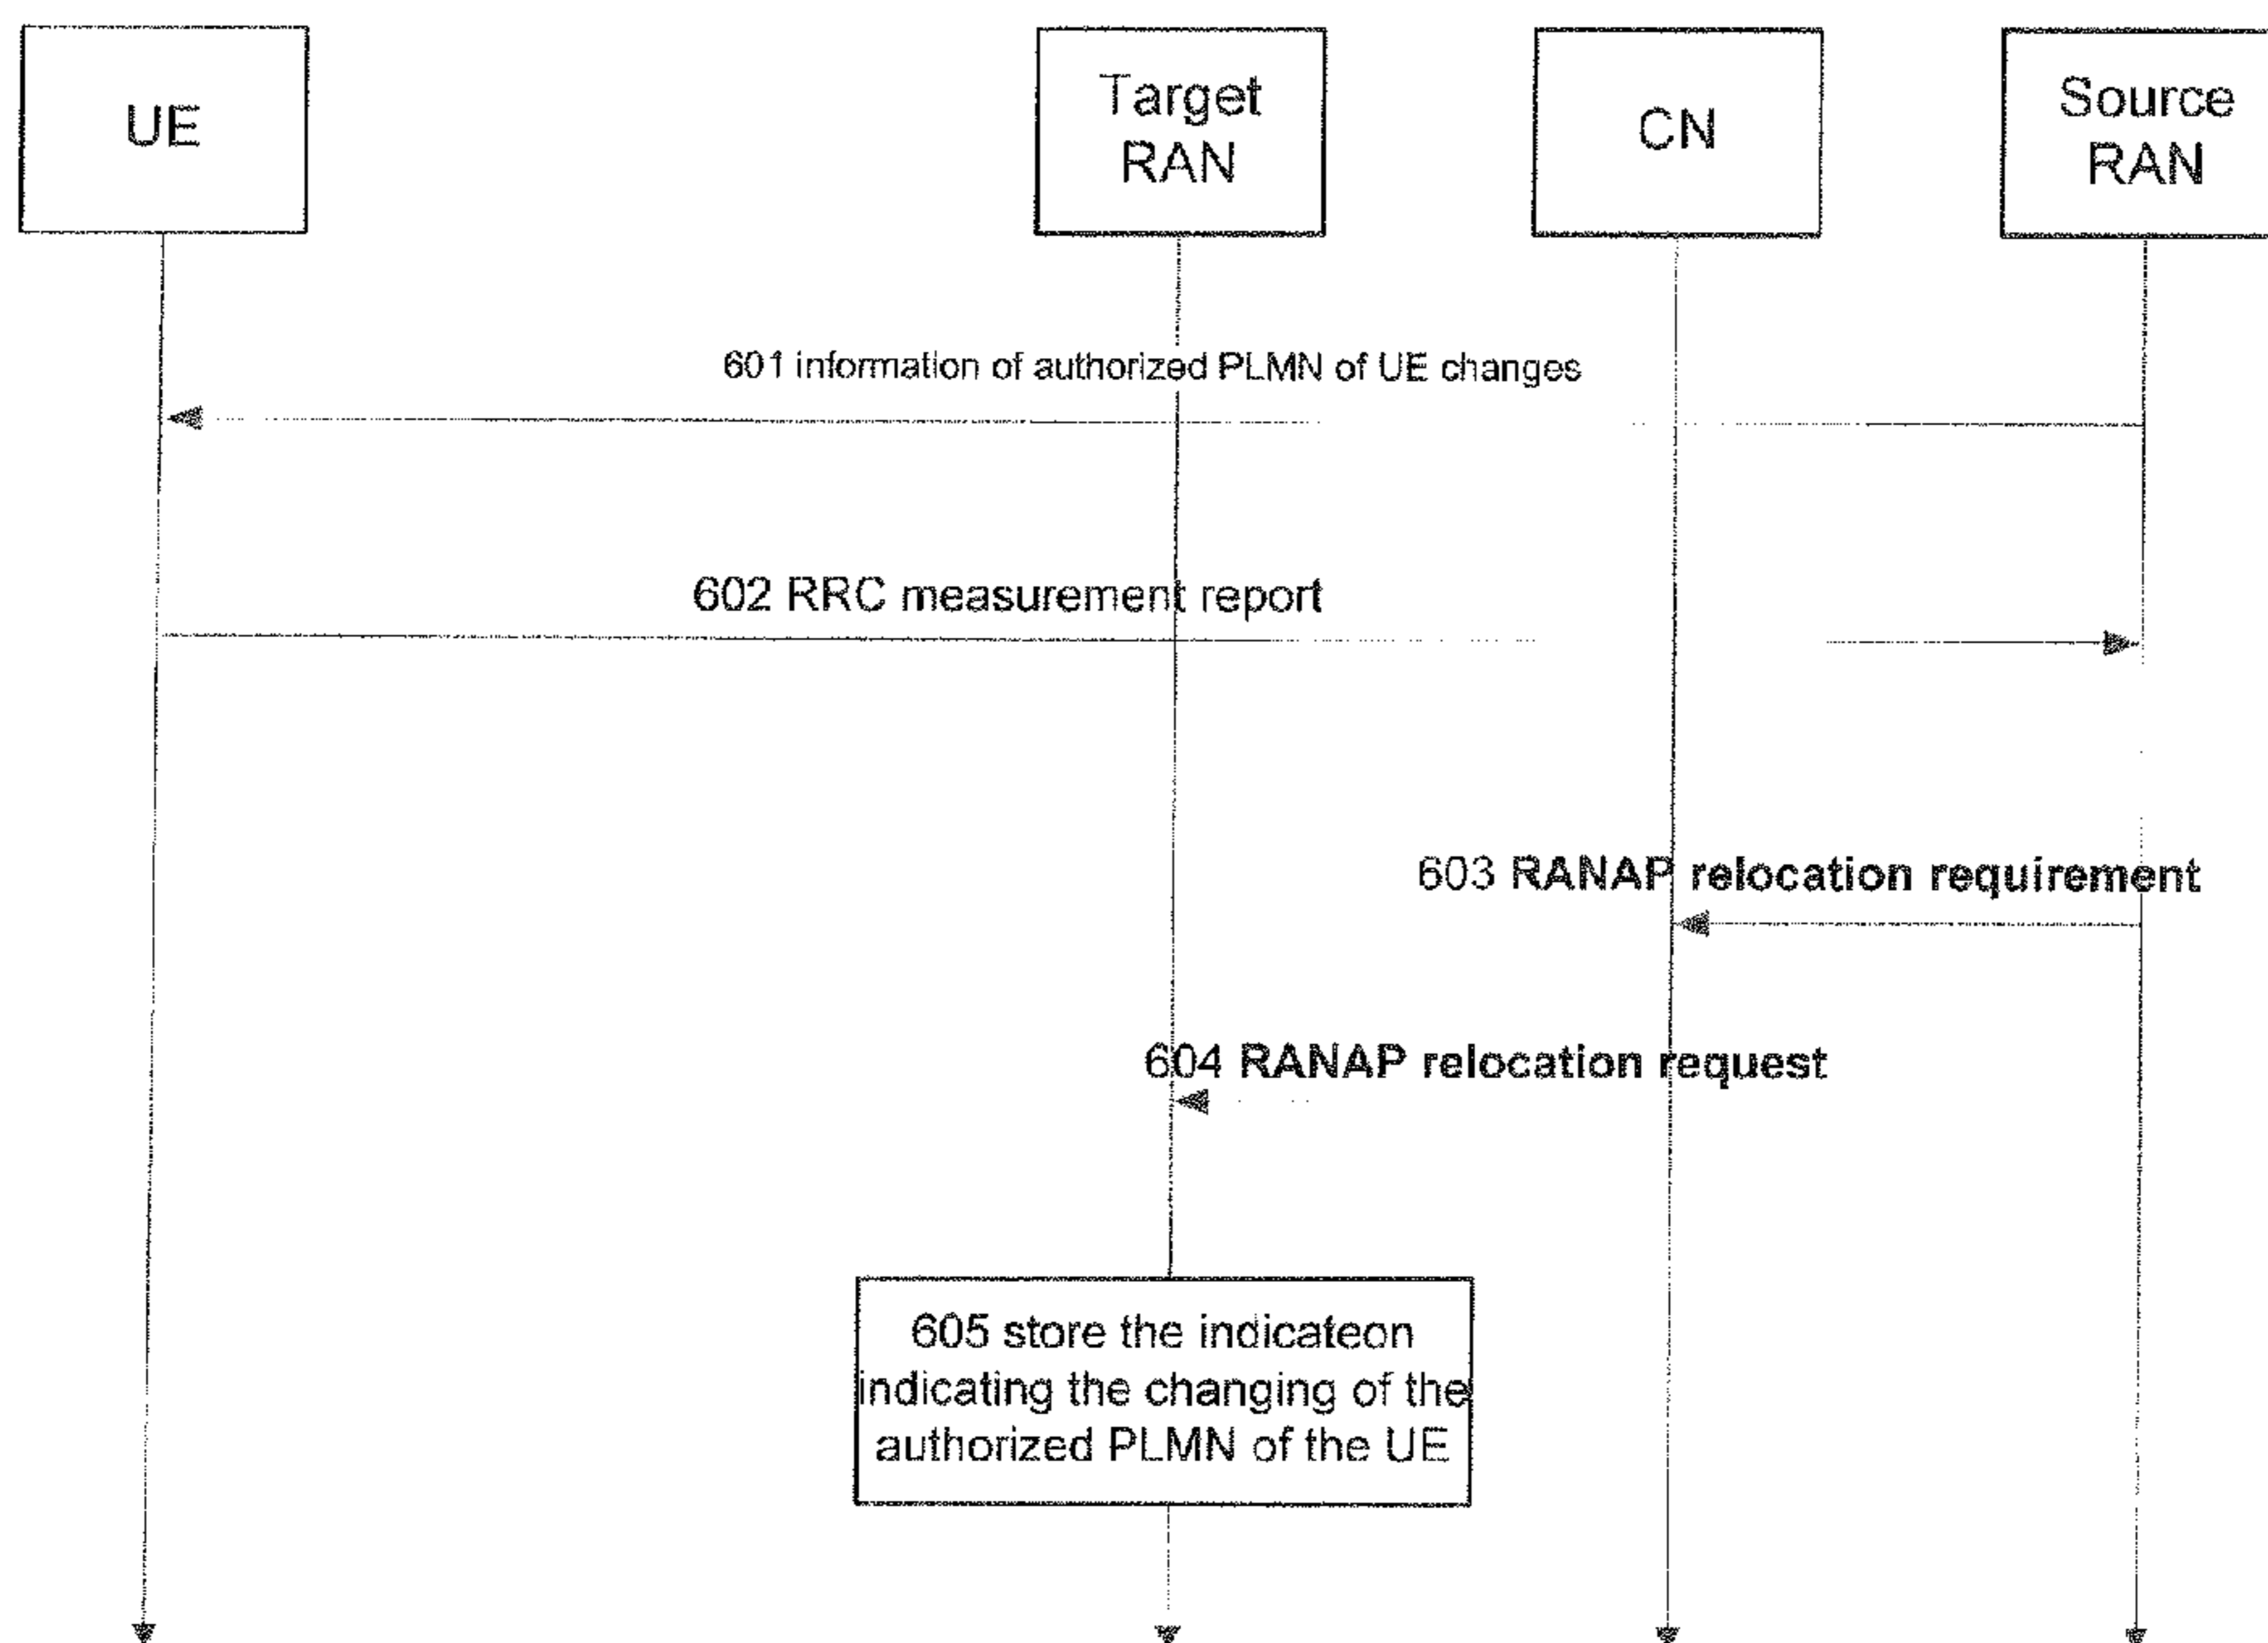 UE
Target
RAN
CN
Source
RAN
601 information of authorized PLMN of UE changes
602 RRC measurement report
603 RANAP relocation requirement
604 RANAP relocation request
605 store the indicateon
indicating the changing of the
authorized PLMN of the UE